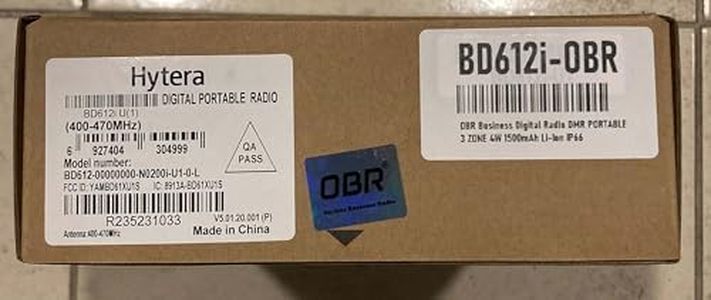 Hytera
DIGITAL PORTABLE RADIO
BD612i U(1)
(400-470MHz)
6 927404 304999
QA
PASS
Model number:
BD612-00000000-N0200i-U1-0-L
FCC ID: YAMBD61XU1S IC: 8913A-BD61XU1S
R235231033
V5.01.20.001 (P)
Antenna:400-470MHz
Made in China
OBR
BD612i-OBR
OBR Business Digital Radio DMR PORTABLE
3 ZONE 4W 1500mAh Li-Ion IP66